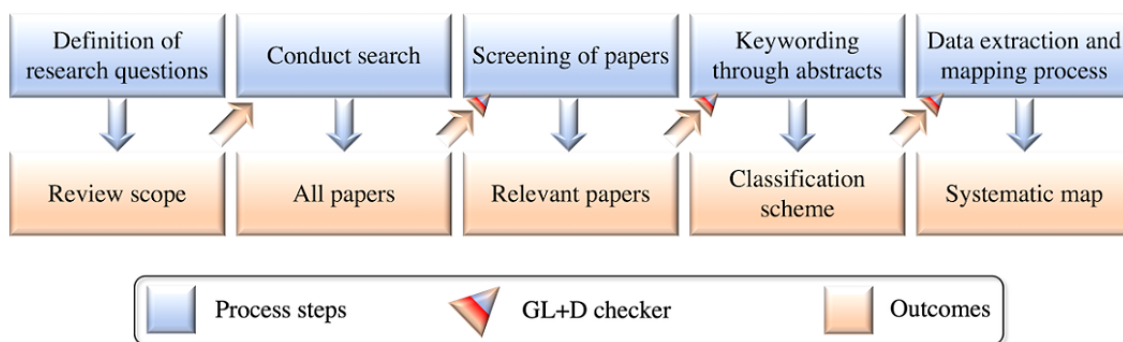 Definition of
research questions
Conduct search
Screening of papers
Keywording
through abstracts
Data extraction and
mapping process
Review scope
All papers
Relevant papers
Classification
scheme
Systematic map
Process steps
GL+D checker
Outcomes